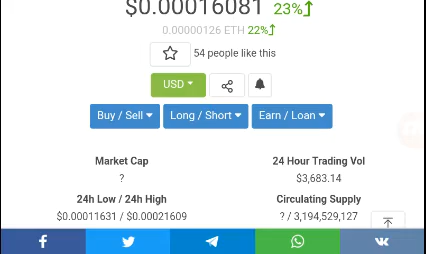 $0.00016081 23%
0.00000126 ETH 22%
54 people like this
USD
Buy / Sell Long / Short Earn / Loan
Market Cap 24 Hour Trading Vol
? $3,683.14
24h Low / 24h High Circulating Supply
$0.00011631 / $0.00021609 ? / 3,194,529,127